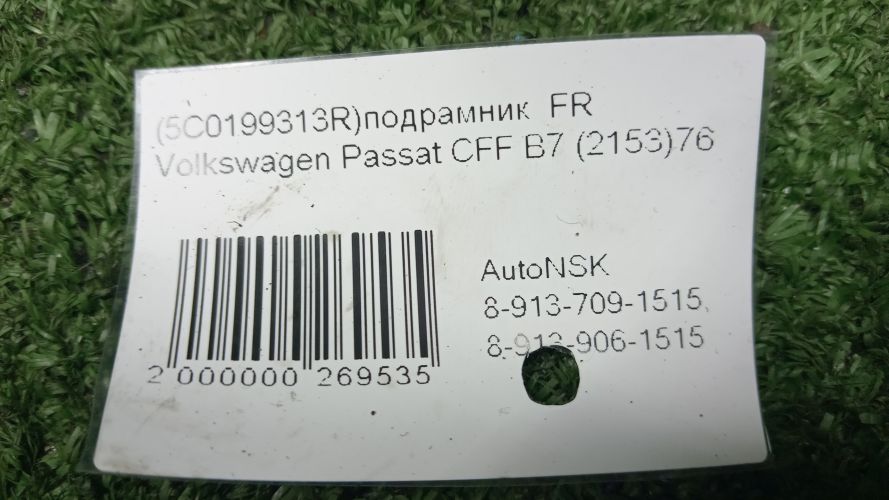 (5C0199313R)подрамник FR
Volkswagen Passat CFF B7 (2153)76
AutoNSK
8-913-709-1515,
8-913-906-1515
2 000000 269535